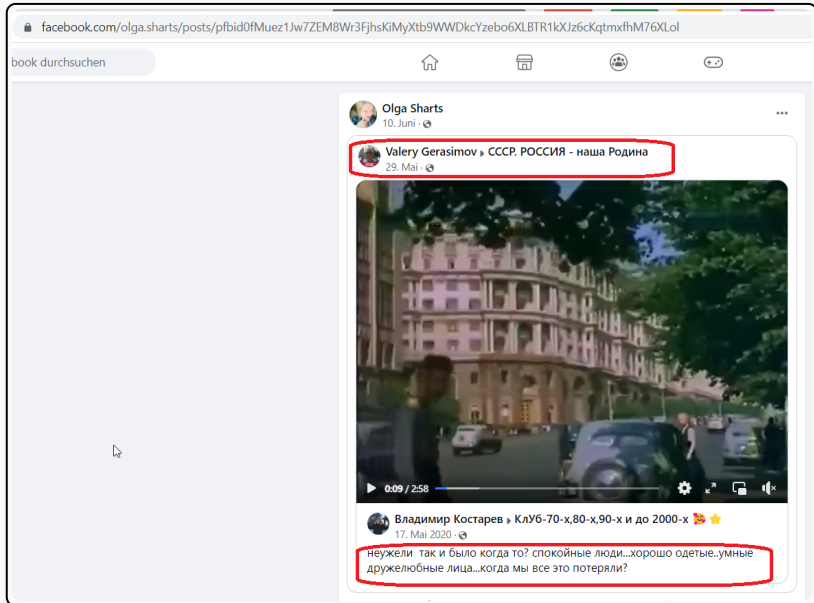 facebook.com/olga.sharts/posts/pfbid0fMuez1Jw7ZEM8Wr3FjhsKiMyXtb9WWDkcYzebo6XLBTR1kXJz6cKqtmxfhM76XLol
book durchsuchen
Olga Sharts
10. Juni ·
Valery Gerasimov ▸ СССР. РОССИЯ - наша Родина
29. Mai ·
0:09 / 2:58
Владимир Костарев ▸ КлУб-70-х,80-х,90-х и до 2000-х 🥰 ⭐
17. Mai 2020 ·
неужели так и было когда то? спокойные люди...хорошо одетые..умные
дружелюбные лица...когда мы все это потеряли?